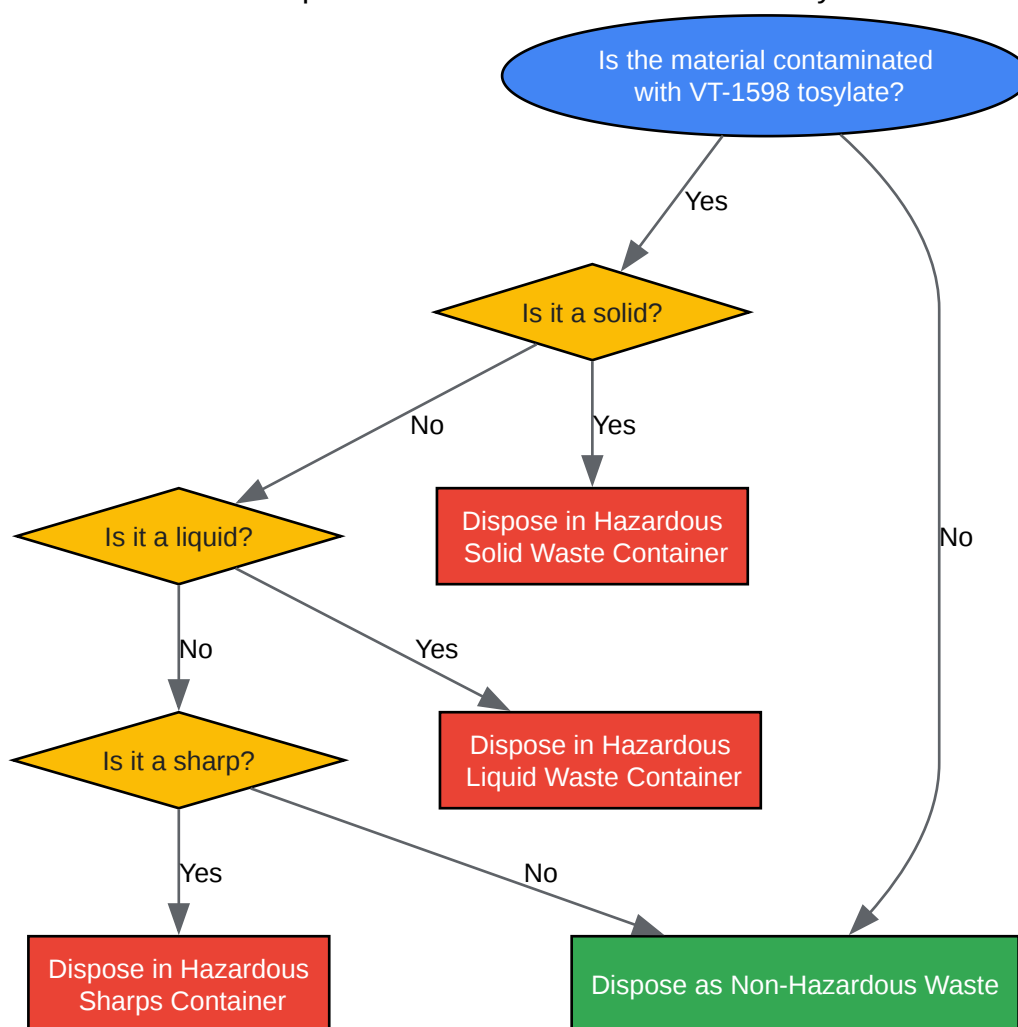 Is the material contaminated
with VT-1598 tosylate?
Yes
Is it a solid?
No
Yes
Is it a liquid?
Dispose in Hazardous
Solid Waste Container
No
No
Yes
Is it a sharp?
Dispose in Hazardous
Liquid Waste Container
Yes
No
Dispose in Hazardous
Sharps Container
Dispose as Non-Hazardous Waste